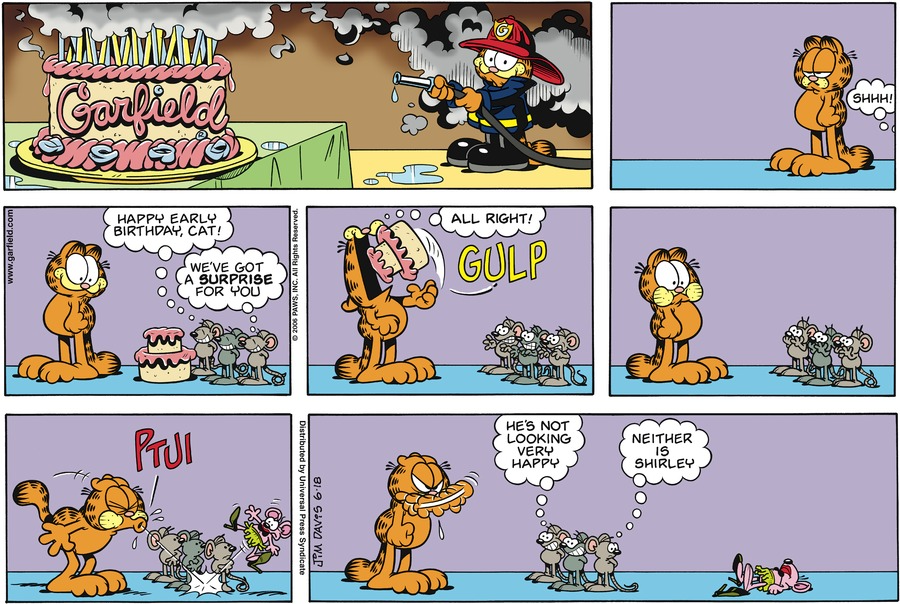 Garfield
G
SHHH!
www.garfield.com
HAPPY EARLY
BIRTHDAY, CAT!
WE'VE GOT
A SURPRISE
FOR YOU
© 2006 PAWS, INC. All Rights Reserved.
ALL RIGHT!
GULP
PTUI
Distributed by Universal Press Syndicate
JIM DAVIS 6·18
HE'S NOT
LOOKING
VERY
HAPPY
NEITHER
IS
SHIRLEY